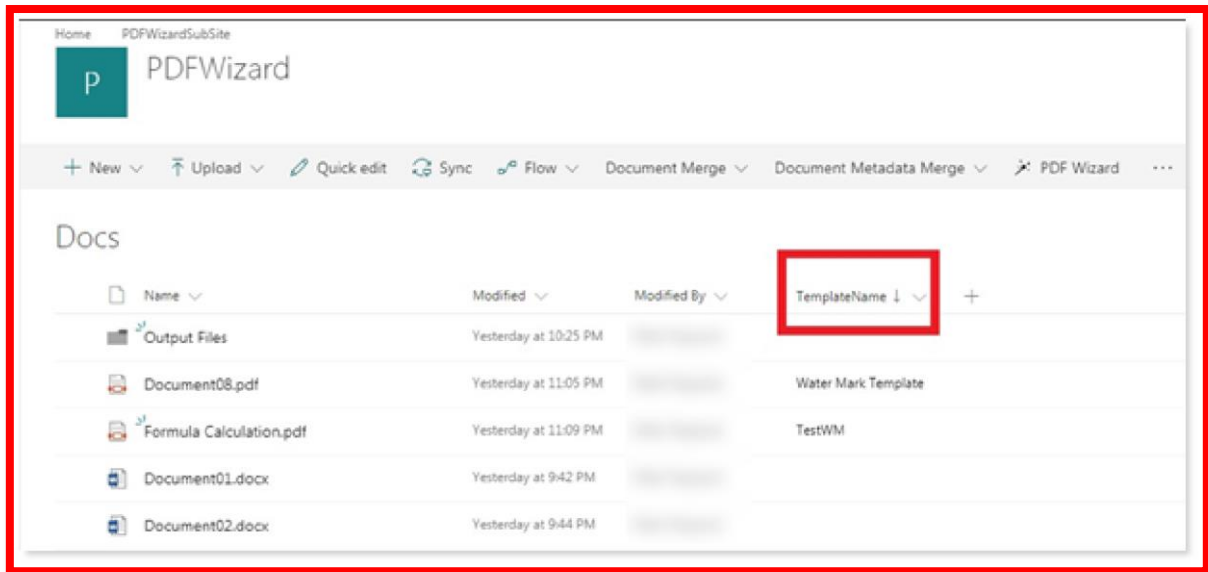 Home PDFWizardSubSite
P PDFWizard
New Upload Quick edit Sync Flow Document Merge Document Metadata Merge PDF Wizard ...
Docs
Name Modified Modified By TemplateName ↓
Output Files Yesterday at 10:25 PM
Document08.pdf Yesterday at 11:05 PM Water Mark Template
Formula Calculation.pdf Yesterday at 11:09 PM TestWM
Document01.docx Yesterday at 9:42 PM
Document02.docx Yesterday at 9:44 PM